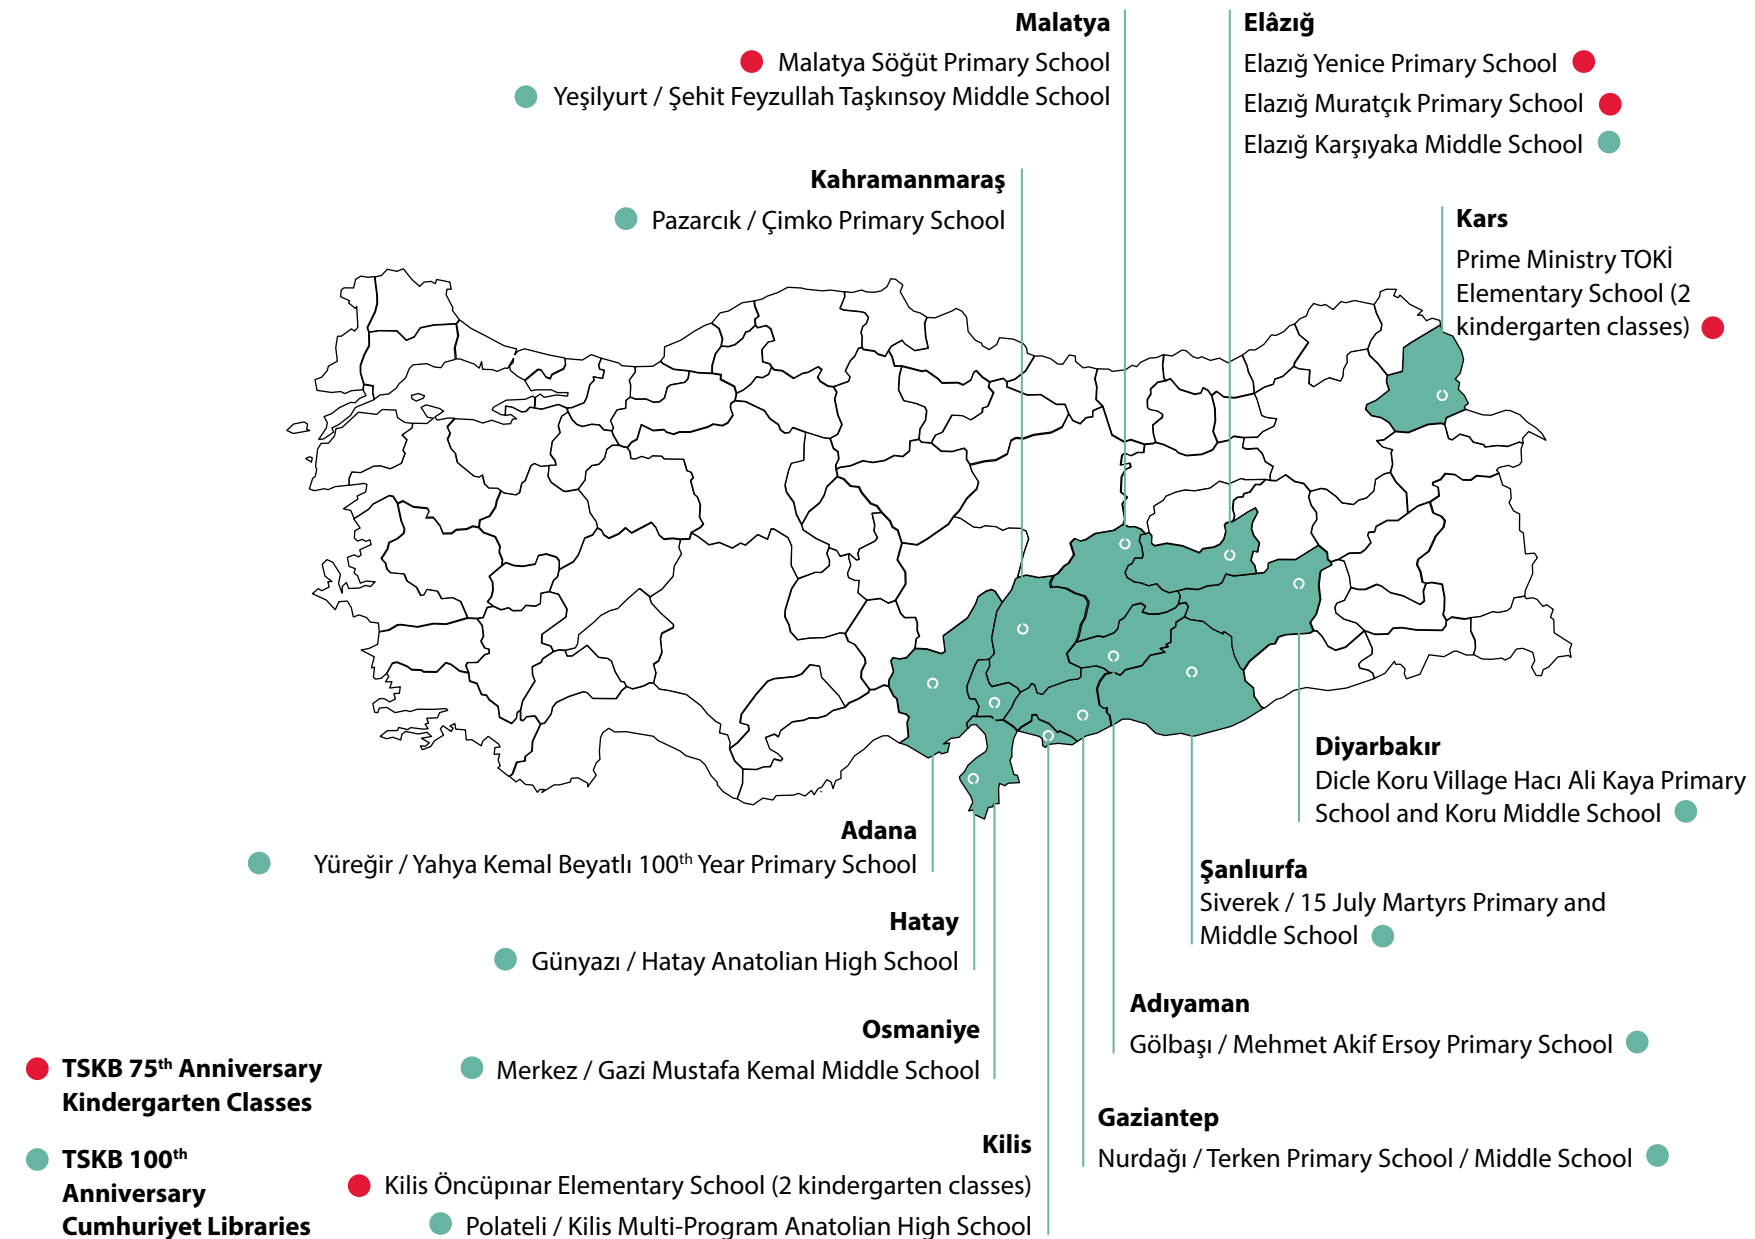 Malatya
Malatya Söğüt Primary School
Yeşilyurt / Şehit Feyzullah Taşkınsoy Middle School
Elâzığ
Elazığ Yenice Primary School
Elazığ Muratçık Primary School
Elazığ Karşıyaka Middle School
Kahramanmaraş
Pazarcık / Çimko Primary School
Kars
Prime Ministry TOKİ
Elementary School (2
kindergarten classes)
Diyarbakır
Dicle Koru Village Hacı Ali Kaya Primary
School and Koru Middle School
Adana
Yüreğir / Yahya Kemal Beyatlı 100th Year Primary School
Şanlıurfa
Siverek / 15 July Martyrs Primary and
Middle School
Hatay
Günyazı / Hatay Anatolian High School
Adıyaman
Gölbaşı / Mehmet Akif Ersoy Primary School
Osmaniye
Merkez / Gazi Mustafa Kemal Middle School
Gaziantep
Nurdağı / Terken Primary School / Middle School
Kilis
Kilis Öncüpınar Elementary School (2 kindergarten classes)
Polateli / Kilis Multi-Program Anatolian High School
TSKB 75th Anniversary
Kindergarten Classes
TSKB 100th
Anniversary
Cumhuriyet Libraries